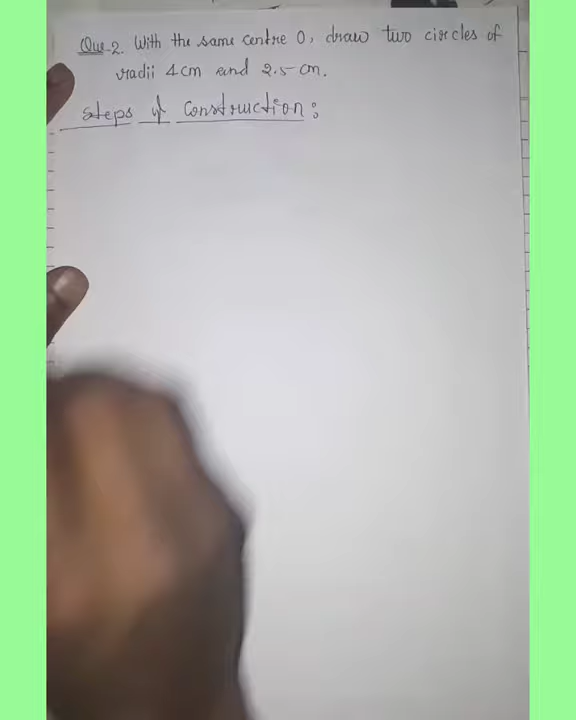 Que-2. With the same centre O, draw two circles of
radii 4cm and 2.5 cm.
Steps of Construction: